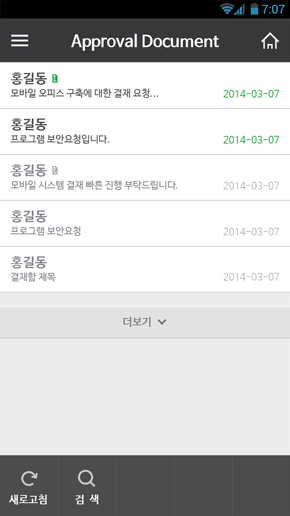 7:07
Approval Document
홍길동
모바일 오피스 구축에 대한 결재 요청... 2014-03-07
홍길동
프로그램 보안요청입니다. 2014-03-07
홍길동
모바일 시스템 결재 빠른 진행 부탁드립니다. 2014-03-07
홍길동
프로그램 보안요청 2014-03-07
홍길동
결재함 제목 2014-03-07
더보기
새로고침 검 색